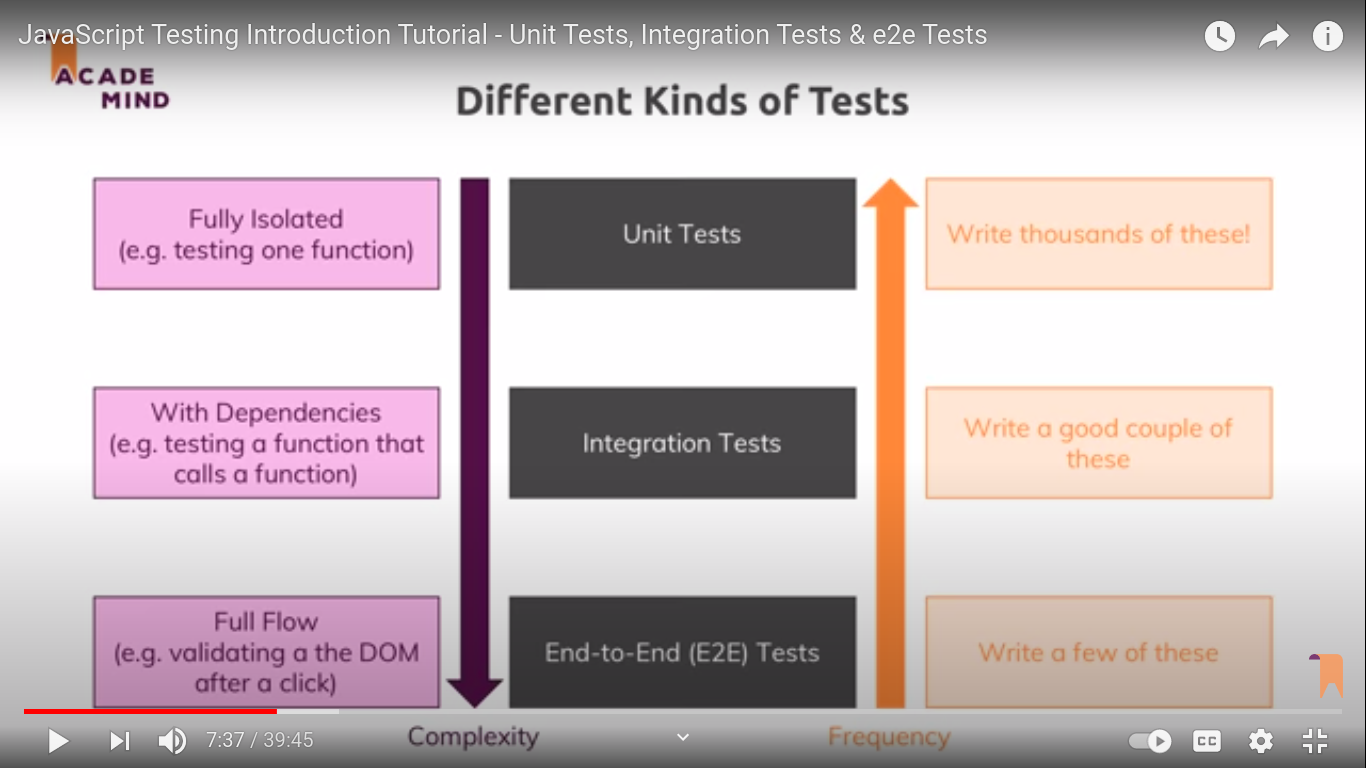 JavaScript Testing Introduction Tutorial - Unit Tests, Integration Tests & e2e Tests
ACADE
MIND
Different Kinds of Tests
Fully Isolated
(e.g. testing one function)
Unit Tests
Write thousands of these!
With Dependencies
(e.g. testing a function that
calls a function)
Integration Tests
Write a good couple of
these
Full Flow
(e.g. validating a the DOM
after a click)
End-to-End (E2E) Tests
Write a few of these
Complexity
Frequency
7:37 / 39:45
CC